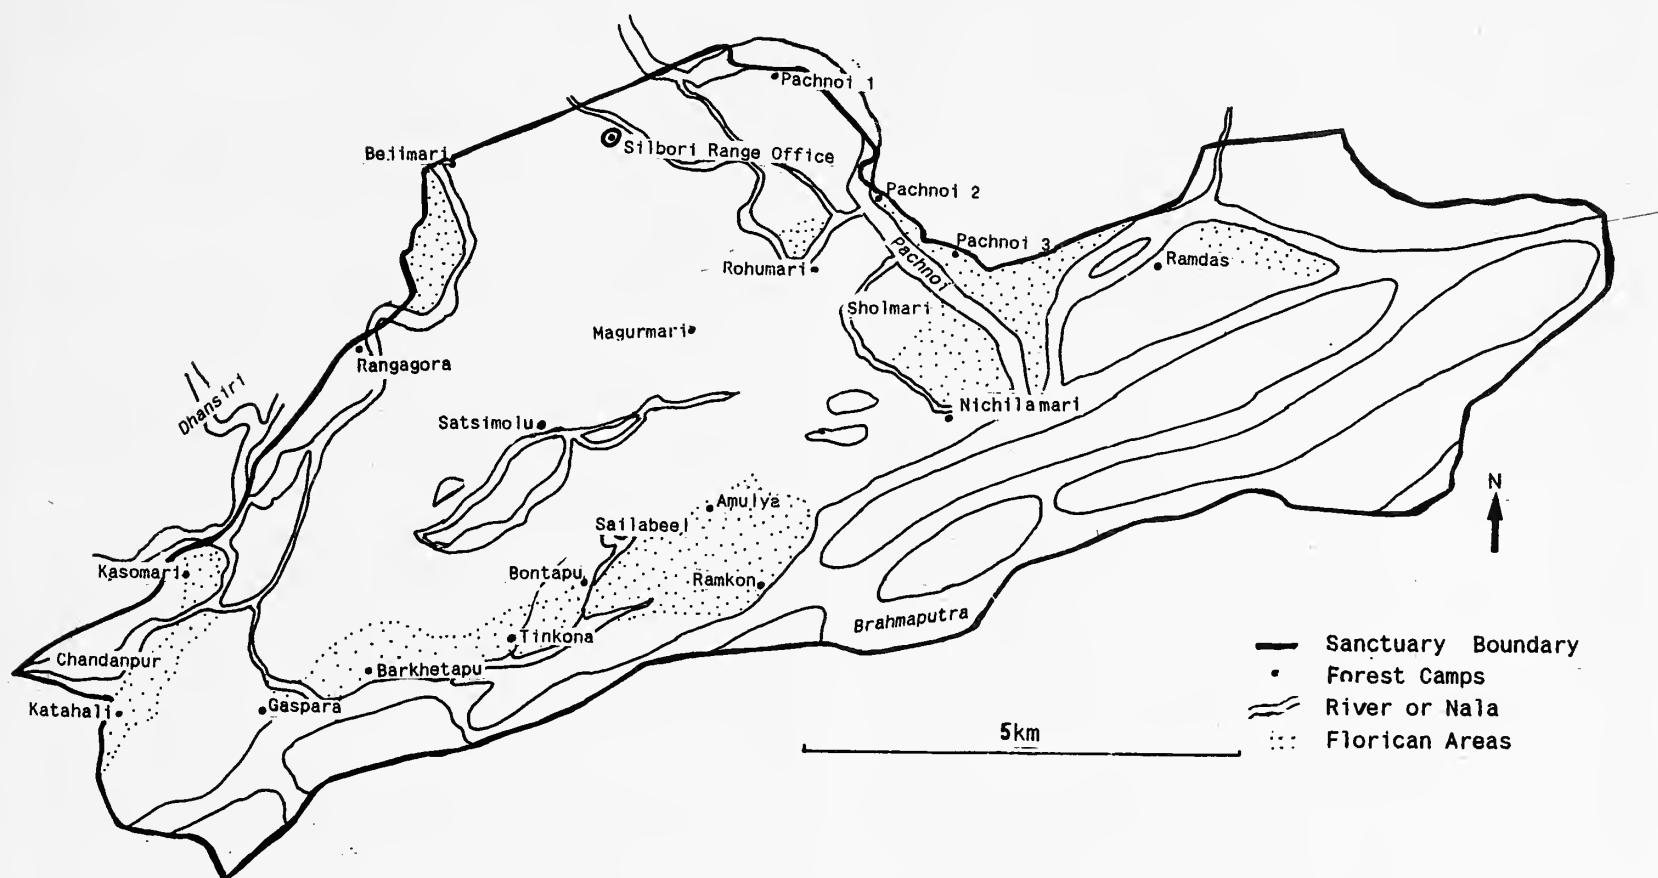 Pachnoi 1
Silbori Range Office
Bejimari
Pachnoi 2
Pachnoi 3
Pachnoi
Ramdas
Rohumari
Sholmari
Magurmari
Rangagora
Dhansiri
Nichilamari
Satsimolu
N
Amulya
Sailabeel
Kasomari
Bontapu
Ramkon
Brahmaputra
Tinkona
Chandanpur
Barkhetapu
Katahali
Gaspara
5km
Sanctuary Boundary
Forest Camps
River or Nala
Florican Areas